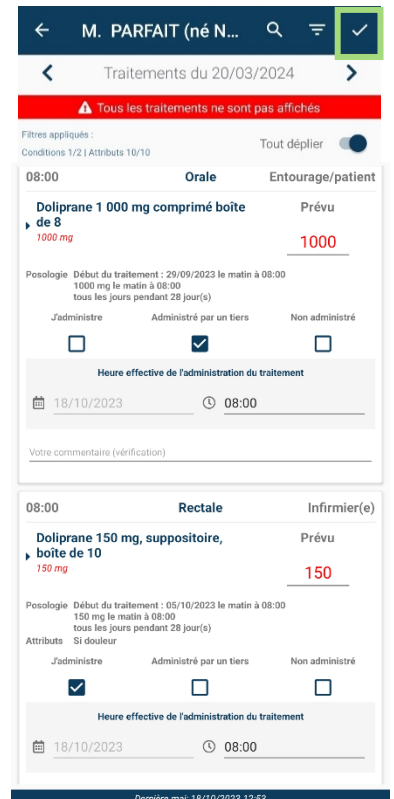 M. PARFAIT (né N...
Traitements du 20/03/2024
Tous les traitements ne sont pas affichés
Filtres appliqués :
Conditions 1/2 | Attributs 10/10
Tout déplier
08:00 Orale Entourage/patient
Doliprane 1 000 mg comprimé boîte de 8
1000 mg
Prévu
1000
Posologie Début du traitement : 29/09/2023 le matin à 08:00
1000 mg le matin à 08:00
tous les jours pendant 28 jour(s)
J'administre Administré par un tiers Non administré
Heure effective de l'administration du traitement
18/10/2023 08:00
Votre commentaire (vérification)
08:00 Rectale Infirmier(e)
Doliprane 150 mg, suppositoire, boîte de 10
150 mg
Prévu
150
Posologie Début du traitement : 05/10/2023 le matin à 08:00
150 mg le matin à 08:00
tous les jours pendant 28 jour(s)
Attributs Si douleur
J'administre Administré par un tiers Non administré
Heure effective de l'administration du traitement
18/10/2023 08:00
Dernière maj: 18/10/2023 12:53